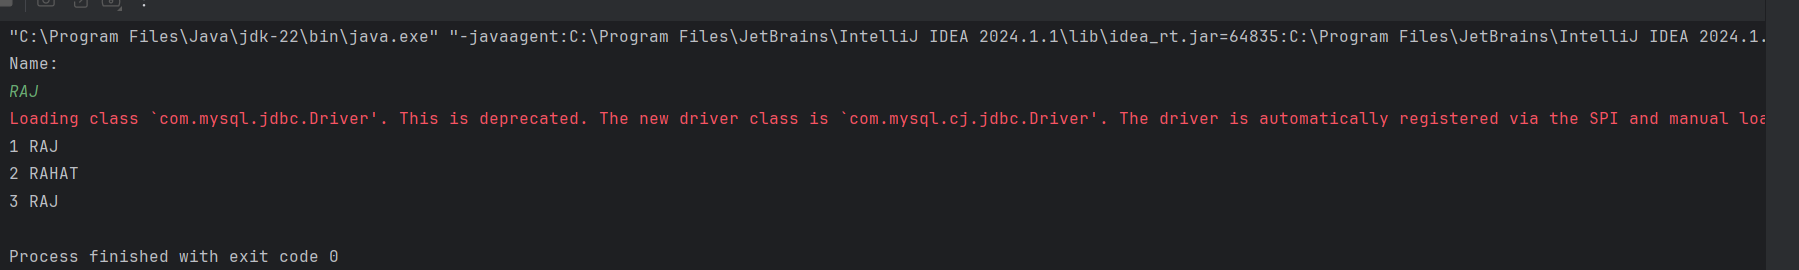 "C:\Program Files\Java\jdk-22\bin\java.exe" "-javaagent:C:\Program Files\JetBrains\IntelliJ IDEA 2024.1.1\lib\idea_rt.jar=64835:C:\Program Files\JetBrains\IntelliJ IDEA 2024.1.
Name:
RAJ
Loading class `com.mysql.jdbc.Driver'. This is deprecated. The new driver class is `com.mysql.cj.jdbc.Driver'. The driver is automatically registered via the SPI and manual loa
1 RAJ
2 RAHAT
3 RAJ
Process finished with exit code 0